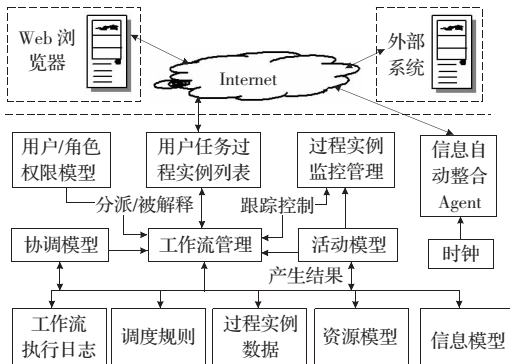 Web 浏
览器
Internet
外部
系统
用户/角色
权限模型
用户任务过
程实例列表
过程实例
监控管理
信息自
动整合
Agent
分派/被解释
跟踪控制
协调模型
工作流管理
活动模型
时钟
产生结果
工作流
执行日志
调度规则
过程实例
数据
资源模型
信息模型